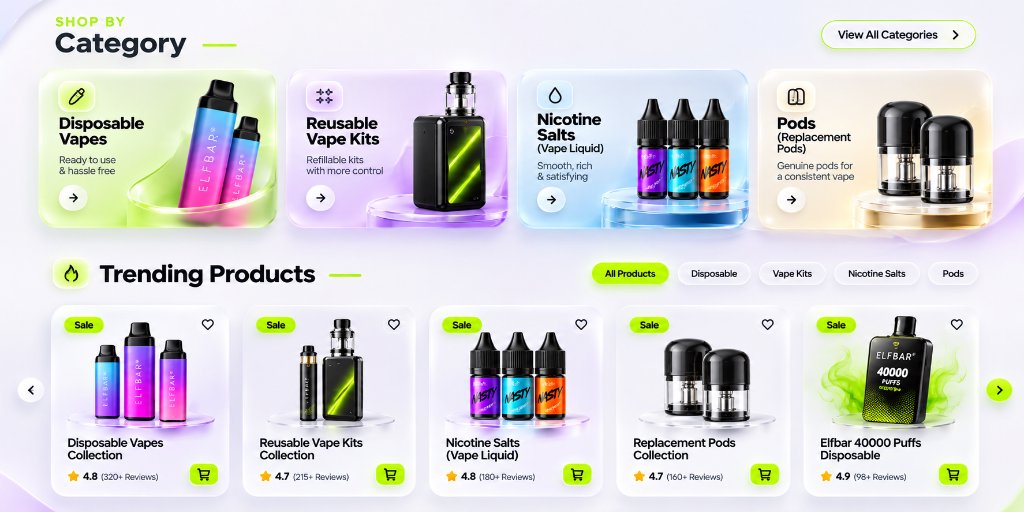 SHOP BY
Category
View All Categories
Disposable
Vapes
Ready to use
& hassle free
ELFBAR
ELFBAR
Reusable
Vape Kits
Refillable kits
with more control
Nicotine
Salts
(Vape Liquid)
Smooth, rich
& satisfying
NASTY
NASTY
NASTY
Pods
(Replacement
Pods)
Genuine pods for
a consistent vape
Trending Products
All Products
Disposable
Vape Kits
Nicotine Salts
Pods
Sale
ELFBAR
ELFBAR
ELFBAR
Disposable Vapes
Collection
4.8 (320+ Reviews)
Sale
Reusable Vape Kits
Collection
4.7 (215+ Reviews)
Sale
NASTY
NASTY
NASTY
Nicotine Salts
(Vape Liquid)
4.8 (180+ Reviews)
Sale
Replacement Pods
Collection
4.7 (160+ Reviews)
Sale
ELFBAR
40000
PUFFS
Elfbar 40000 Puffs
Disposable
4.9 (98+ Reviews)